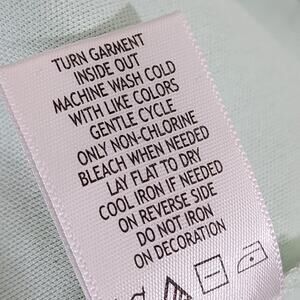 TURN GARMENT
INSIDE OUT
MACHINE WASH COLD
WITH LIKE COLORS
GENTLE CYCLE
ONLY NON-CHLORINE
BLEACH WHEN NEEDED
LAY FLAT TO DRY
COOL IRON IF NEEDED
ON REVERSE SIDE
DO NOT IRON
ON DECORATION